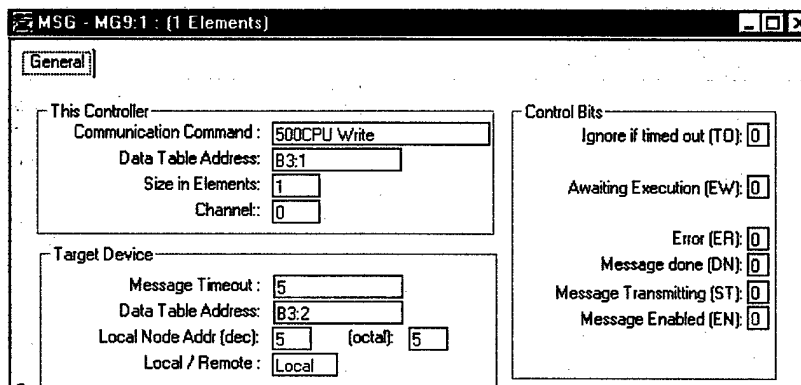 MSG - MG9:1 : (1 Elements)
General
This Controller
Communication Command : 500CPU Write
Data Table Address: B3:1
Size in Elements: 1
Channel:: 0
Target Device
Message Timeout : 5
Data Table Address: B3:2
Local Node Addr (dec): 5 (octal): 5
Local / Remote : Local
Control Bits
Ignore if timed out (TO): 0
Awaiting Execution (EW): 0
Error (ER): 0
Message done (DN): 0
Message Transmitting (ST): 0
Message Enabled (EN): 0